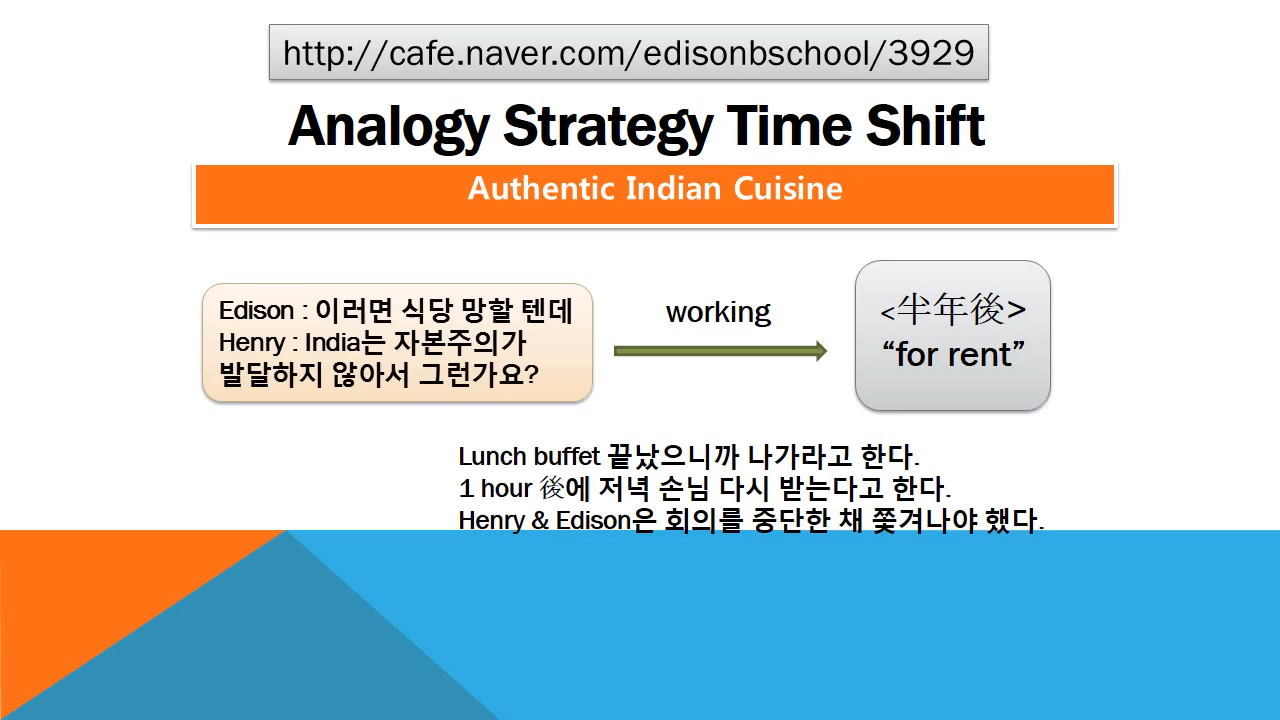 http://cafe.naver.com/edisonbschool/3929
Analogy Strategy Time Shift
Authentic Indian Cuisine
Edison : 이러면 식당 망할 텐데
Henry : India는 자본주의가
발달하지 않아서 그런가요?
working
<半年後>
“for rent”
Lunch buffet 끝났으니까 나가라고 한다.
1 hour 後에 저녁 손님 다시 받는다고 한다.
Henry & Edison은 회의를 중단한 채 쫓겨나야 했다.